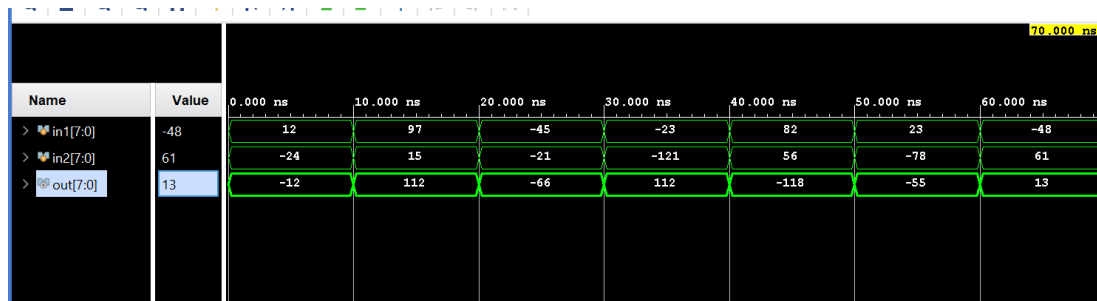 70.000 ns
Name Value 0.000 ns 10.000 ns 20.000 ns 30.000 ns 40.000 ns 50.000 ns 60.000 ns
in1[7:0] -48 12 97 -45 -23 82 23 -48
in2[7:0] 61 -24 15 -21 -121 56 -78 61
out[7:0] 13 -12 112 -66 112 -118 -55 13